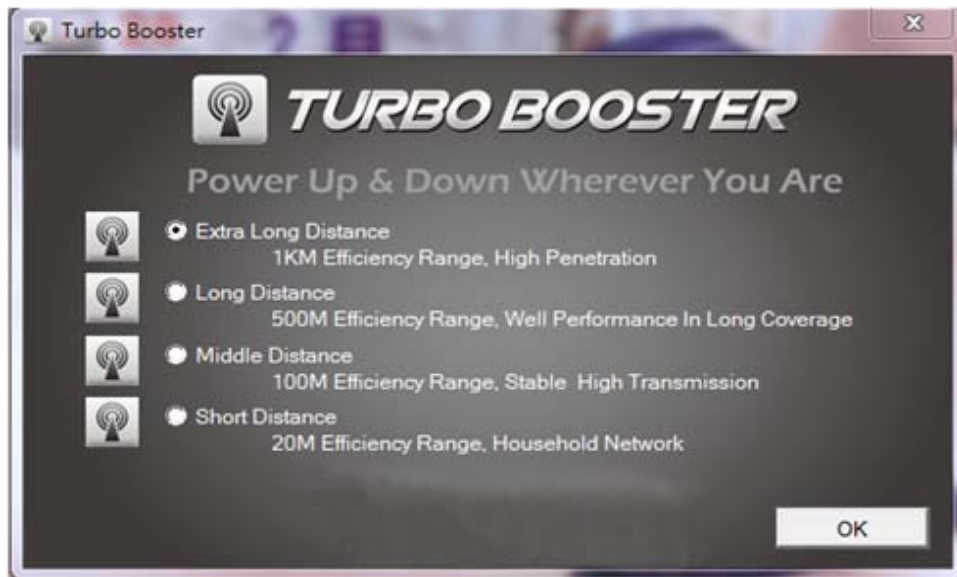 Turbo Booster
TURBO BOOSTER
Power Up & Down Wherever You Are
Extra Long Distance
1KM Efficiency Range, High Penetration
Long Distance
500M Efficiency Range, Well Performance In Long Coverage
Middle Distance
100M Efficiency Range, Stable  High Transmission
Short Distance
20M Efficiency Range, Household Network
OK